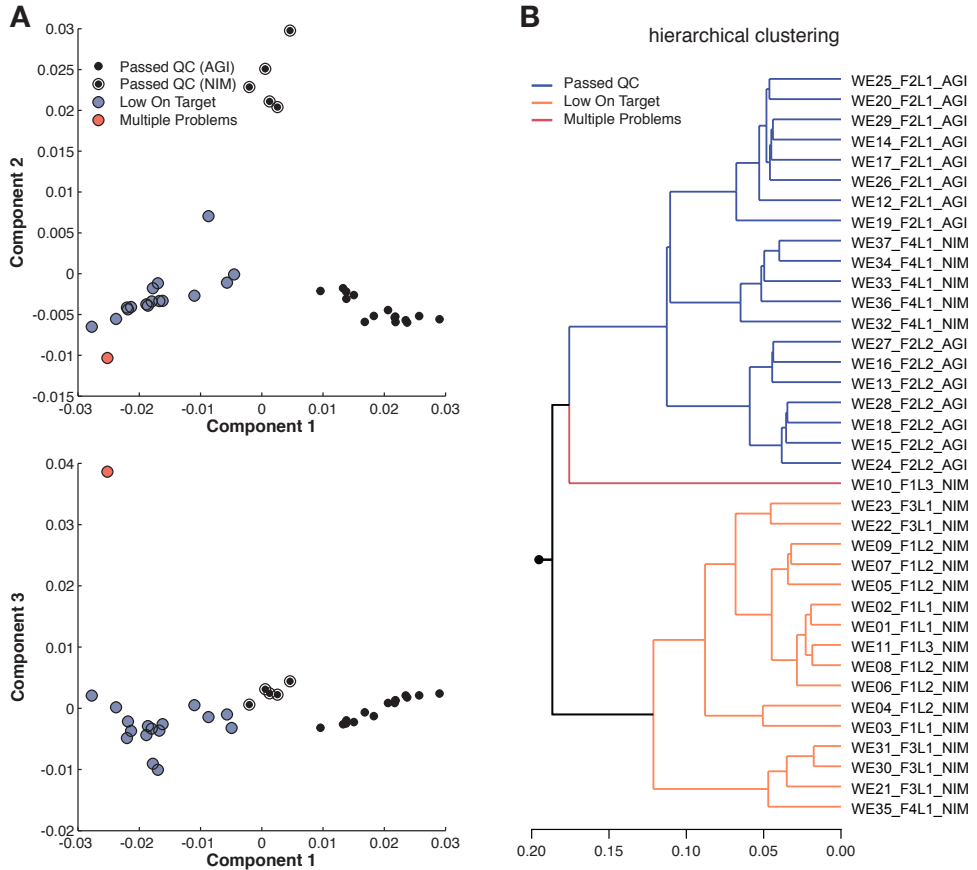 A
0.03
0.025
0.02
0.015
0.01
0.005
0
-0.005
-0.01
-0.015
Component 2
Passed QC (AGI)
Passed QC (NIM)
Low On Target
Multiple Problems
-0.03
-0.02
-0.01
0
0.01
0.02
0.03
Component 1
0.04
0.03
0.02
0.01
0
-0.01
-0.02
Component 3
-0.03
-0.02
-0.01
0
0.01
0.02
0.03
Component 1
B
hierarchical clustering
Passed QC
Low On Target
Multiple Problems
WE25_F2L1_AGI
WE20_F2L1_AGI
WE29_F2L1_AGI
WE14_F2L1_AGI
WE17_F2L1_AGI
WE26_F2L1_AGI
WE12_F2L1_AGI
WE19_F2L1_AGI
WE37_F4L1_NIM
WE34_F4L1_NIM
WE33_F4L1_NIM
WE36_F4L1_NIM
WE32_F4L1_NIM
WE27_F2L2_AGI
WE16_F2L2_AGI
WE13_F2L2_AGI
WE28_F2L2_AGI
WE18_F2L2_AGI
WE15_F2L2_AGI
WE24_F2L2_AGI
WE10_F1L3_NIM
WE23_F3L1_NIM
WE22_F3L1_NIM
WE09_F1L2_NIM
WE07_F1L2_NIM
WE05_F1L2_NIM
WE02_F1L1_NIM
WE01_F1L1_NIM
WE11_F1L3_NIM
WE08_F1L2_NIM
WE06_F1L2_NIM
WE04_F1L2_NIM
WE03_F1L1_NIM
WE31_F3L1_NIM
WE30_F3L1_NIM
WE21_F3L1_NIM
WE35_F4L1_NIM
0.20
0.15
0.10
0.05
0.00